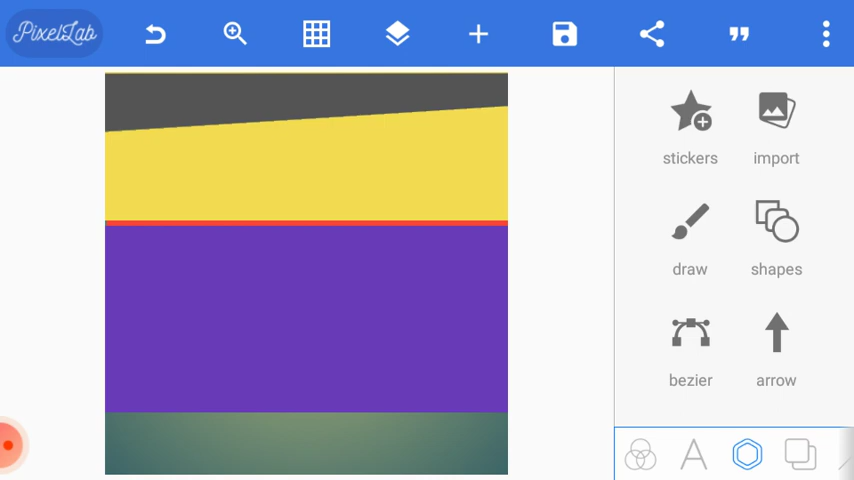 PixelLab
stickers
import
draw
shapes
bezier
arrow